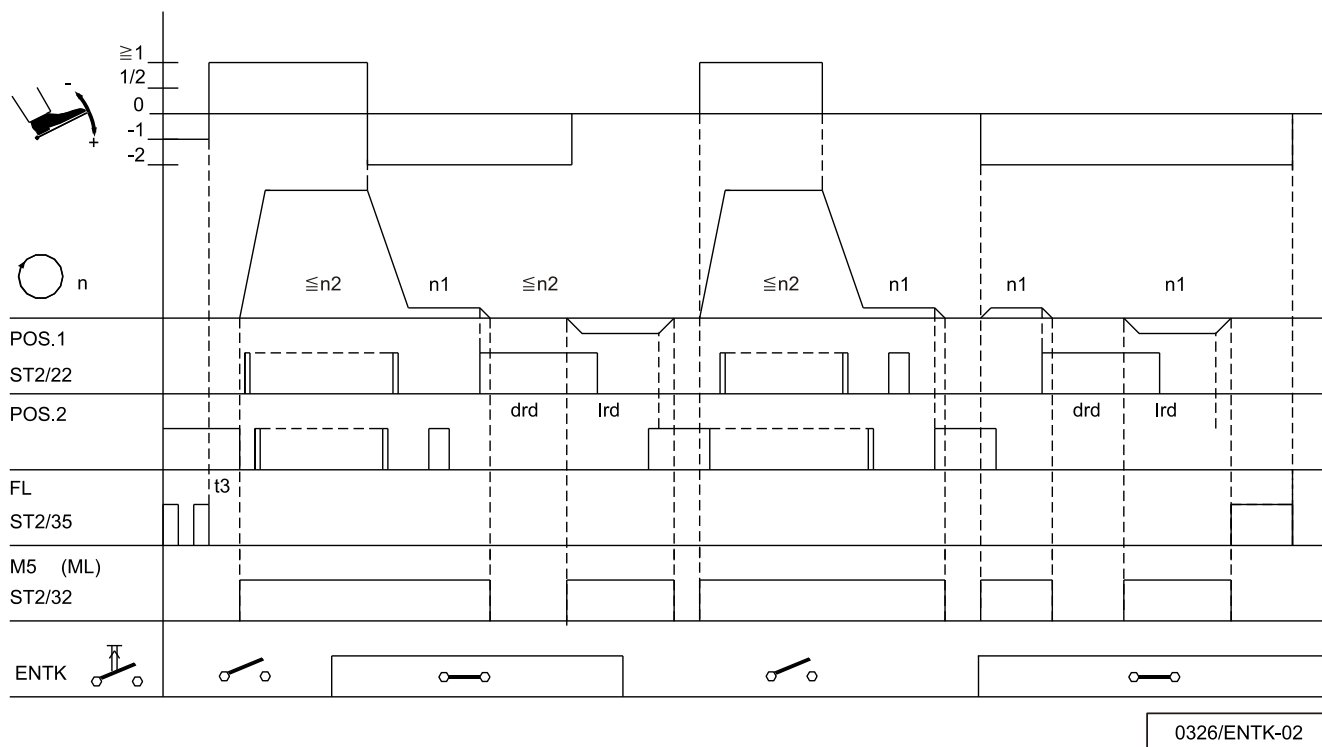 ≧1
1/2
0
-1
-2
-
+
n
≦n2
n1
≦n2
≦n2
n1
n1
n1
POS.1
ST2/22
POS.2
drd
lrd
drd
lrd
FL
t3
ST2/35
M5 (ML)
ST2/32
ENTK
0326/ENTK-02